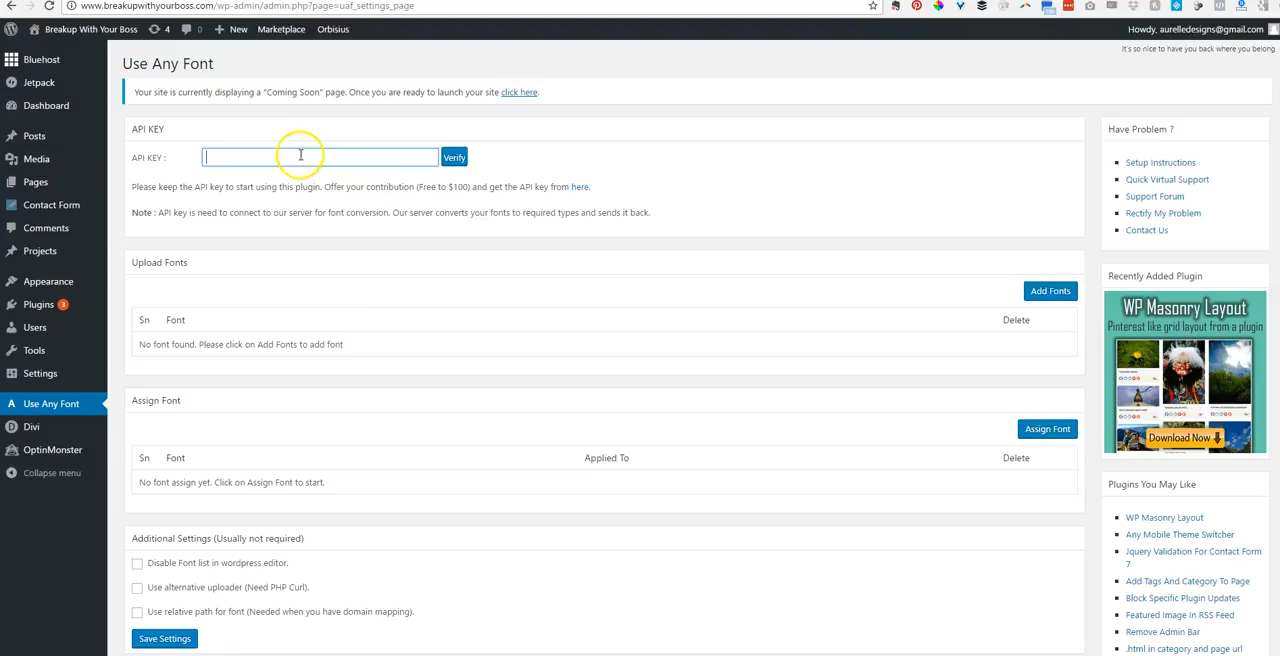 www.breakupwithyourboss.com/wp-admin/admin.php?page=uaf_settings_page
Breakup With Your Boss 4 0 New Marketplace Orbisius Howdy, aurelledesigns@gmail.com
It's so nice to have you back where you belong
Bluehost
Jetpack
Dashboard
Posts
Media
Pages
Contact Form
Comments
Projects
Appearance
Plugins 3
Users
Tools
Settings
Use Any Font
Divi
OptinMonster
Collapse menu
Use Any Font
Your site is currently displaying a "Coming Soon" page. Once you are ready to launch your site click here.
API KEY
API KEY : Verify
Please keep the API key to start using this plugin. Offer your contribution (Free to $100) and get the API key from here.
Note : API key is need to connect to our server for font conversion. Our server converts your fonts to required types and sends it back.
Upload Fonts
Add Fonts
Sn Font Delete
No font found. Please click on Add Fonts to add font
Assign Font
Assign Font
Sn Font Applied To Delete
No font assign yet. Click on Assign Font to start.
Additional Settings (Usually not required)
Disable Font list in wordpress editor.
Use alternative uploader (Need PHP Curl).
Use relative path for font (Needed when you have domain mapping).
Save Settings
Have Problem ?
Setup Instructions
Quick Virtual Support
Support Forum
Rectify My Problem
Contact Us
Recently Added Plugin
WP Masonry Layout
Pinterest like grid layout from a plugin
Download Now
Plugins You May Like
WP Masonry Layout
Any Mobile Theme Switcher
Jquery Validation For Contact Form
7
Add Tags And Category To Page
Block Specific Plugin Updates
Featured Image In RSS Feed
Remove Admin Bar
.html in category and page url